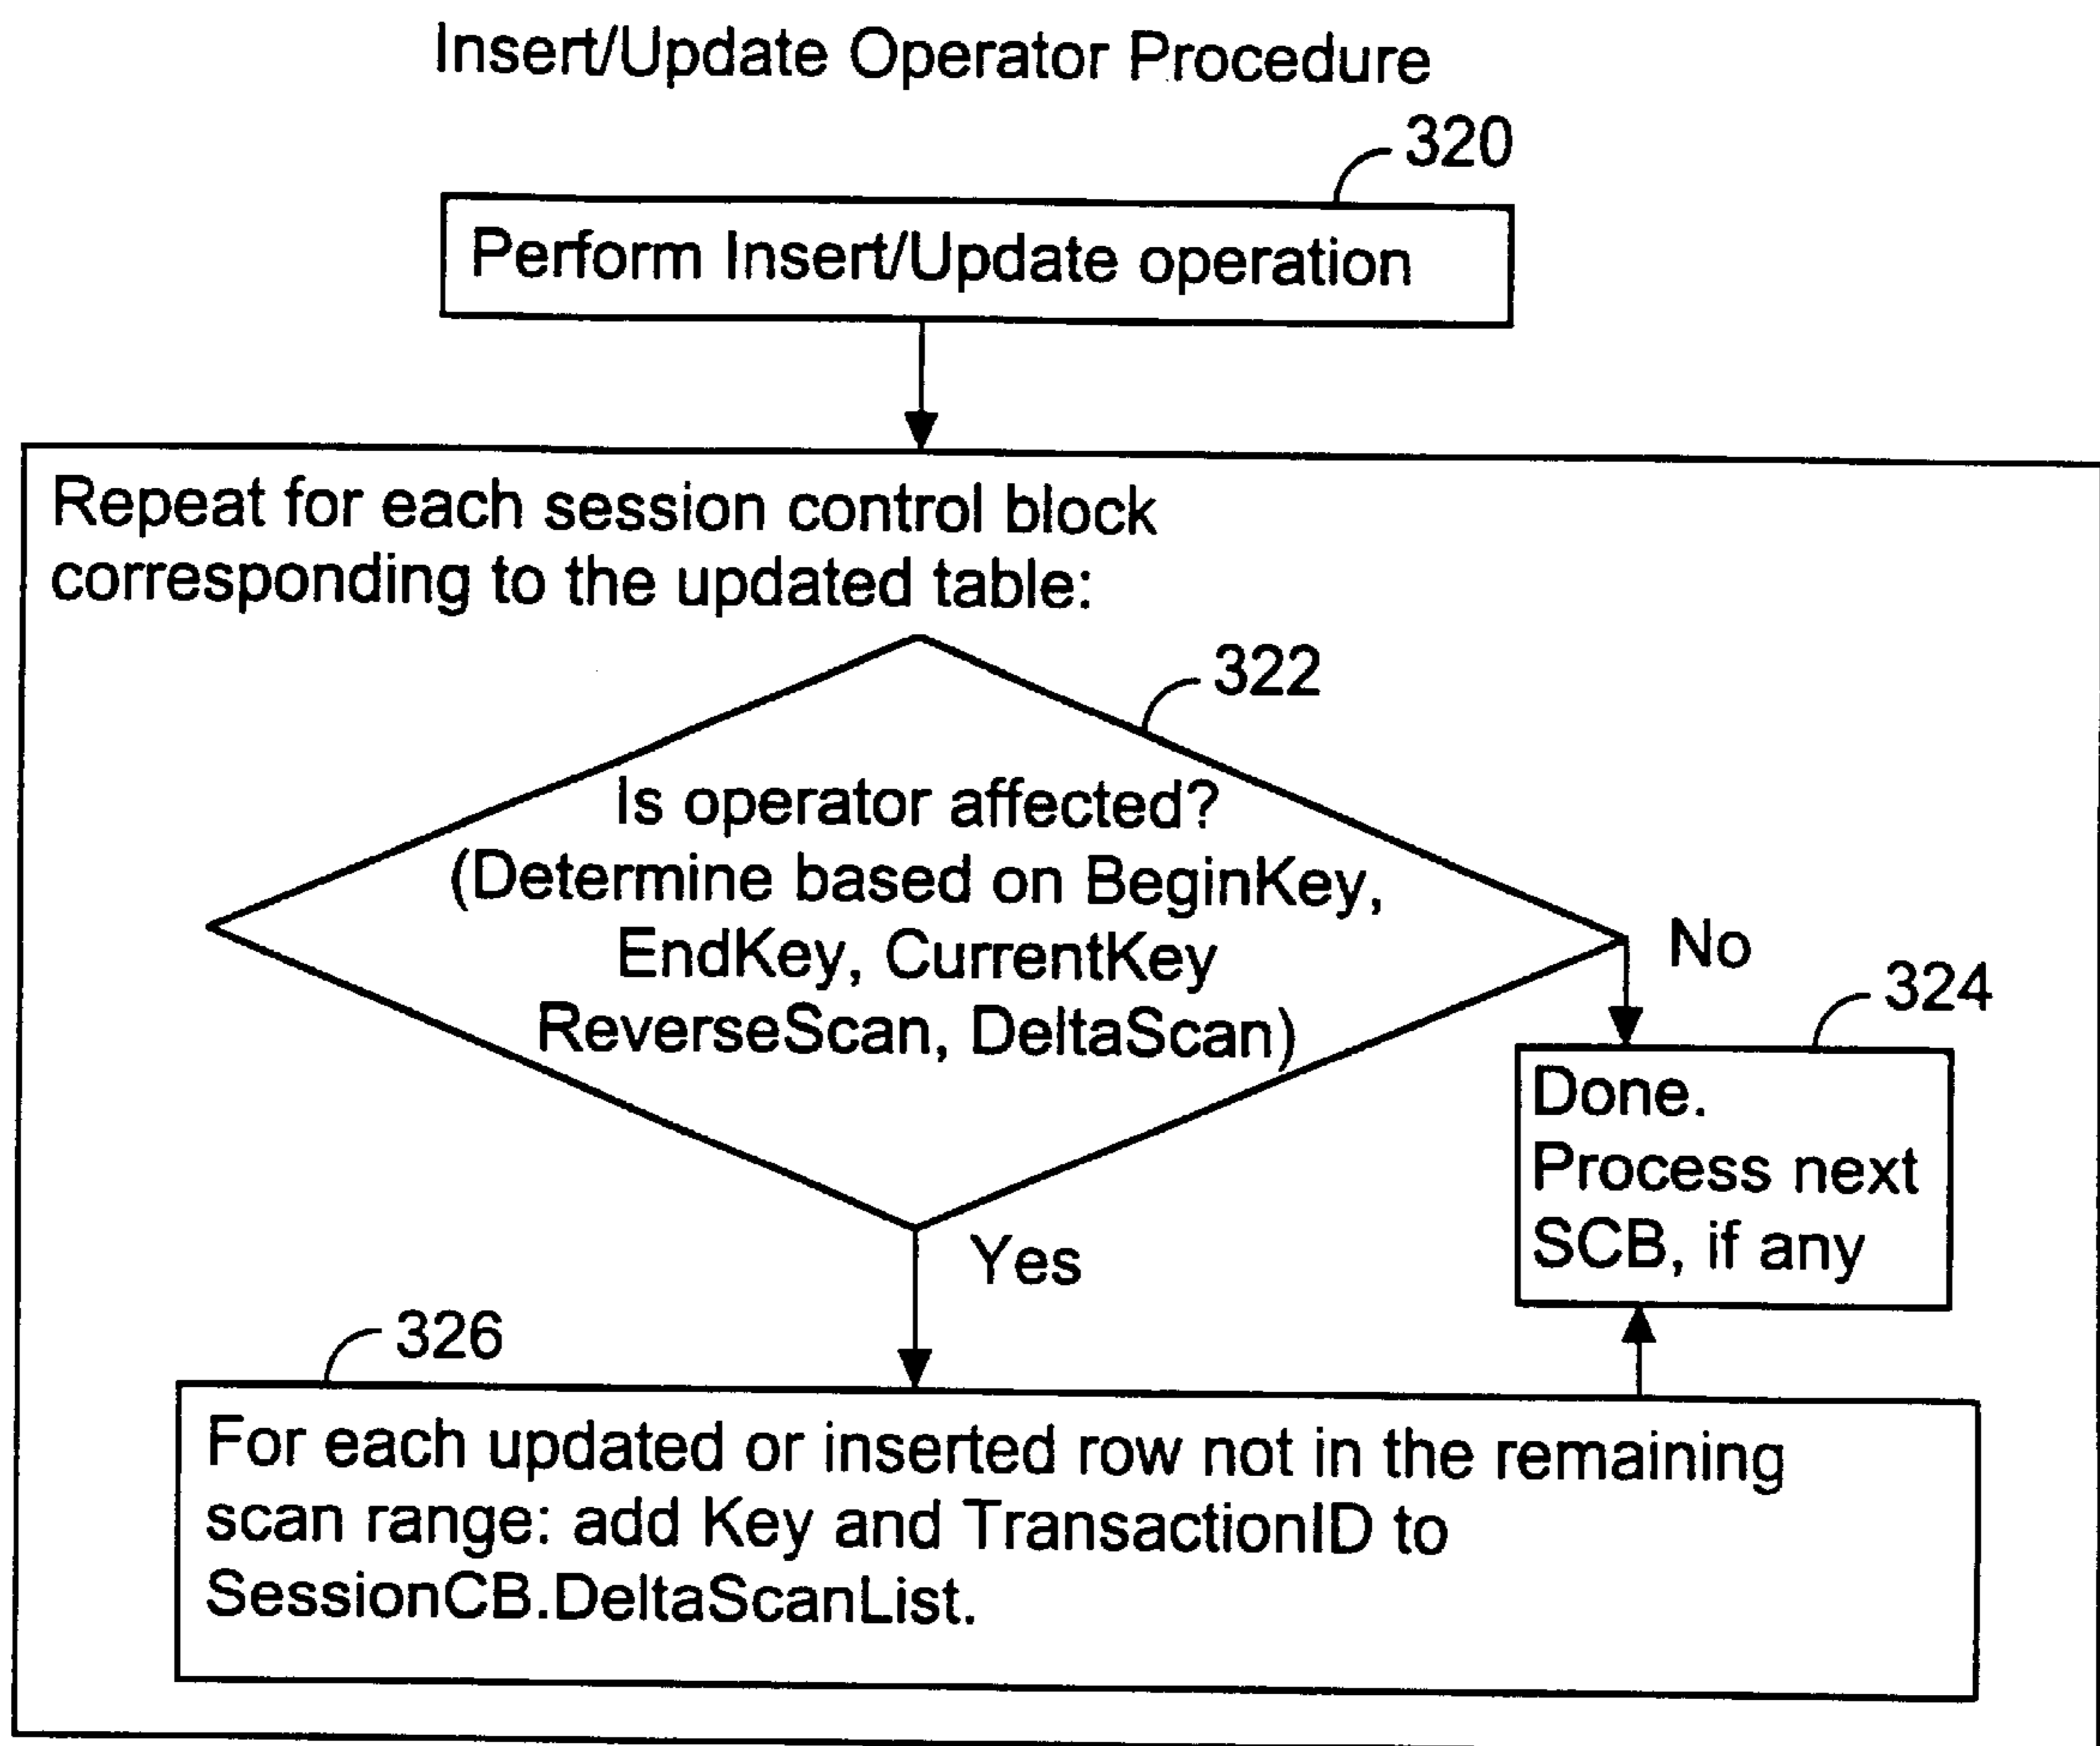 Insert/Update Operator Procedure
320
Perform Insert/Update operation
Repeat for each session control block
corresponding to the updated table:
322
Is operator affected?
(Determine based on BeginKey,
EndKey, CurrentKey
ReverseScan, DeltaScan)
No
324
Done.
Process next
SCB, if any
Yes
326
For each updated or inserted row not in the remaining
scan range: add Key and TransactionID to
SessionCB.DeltaScanList.